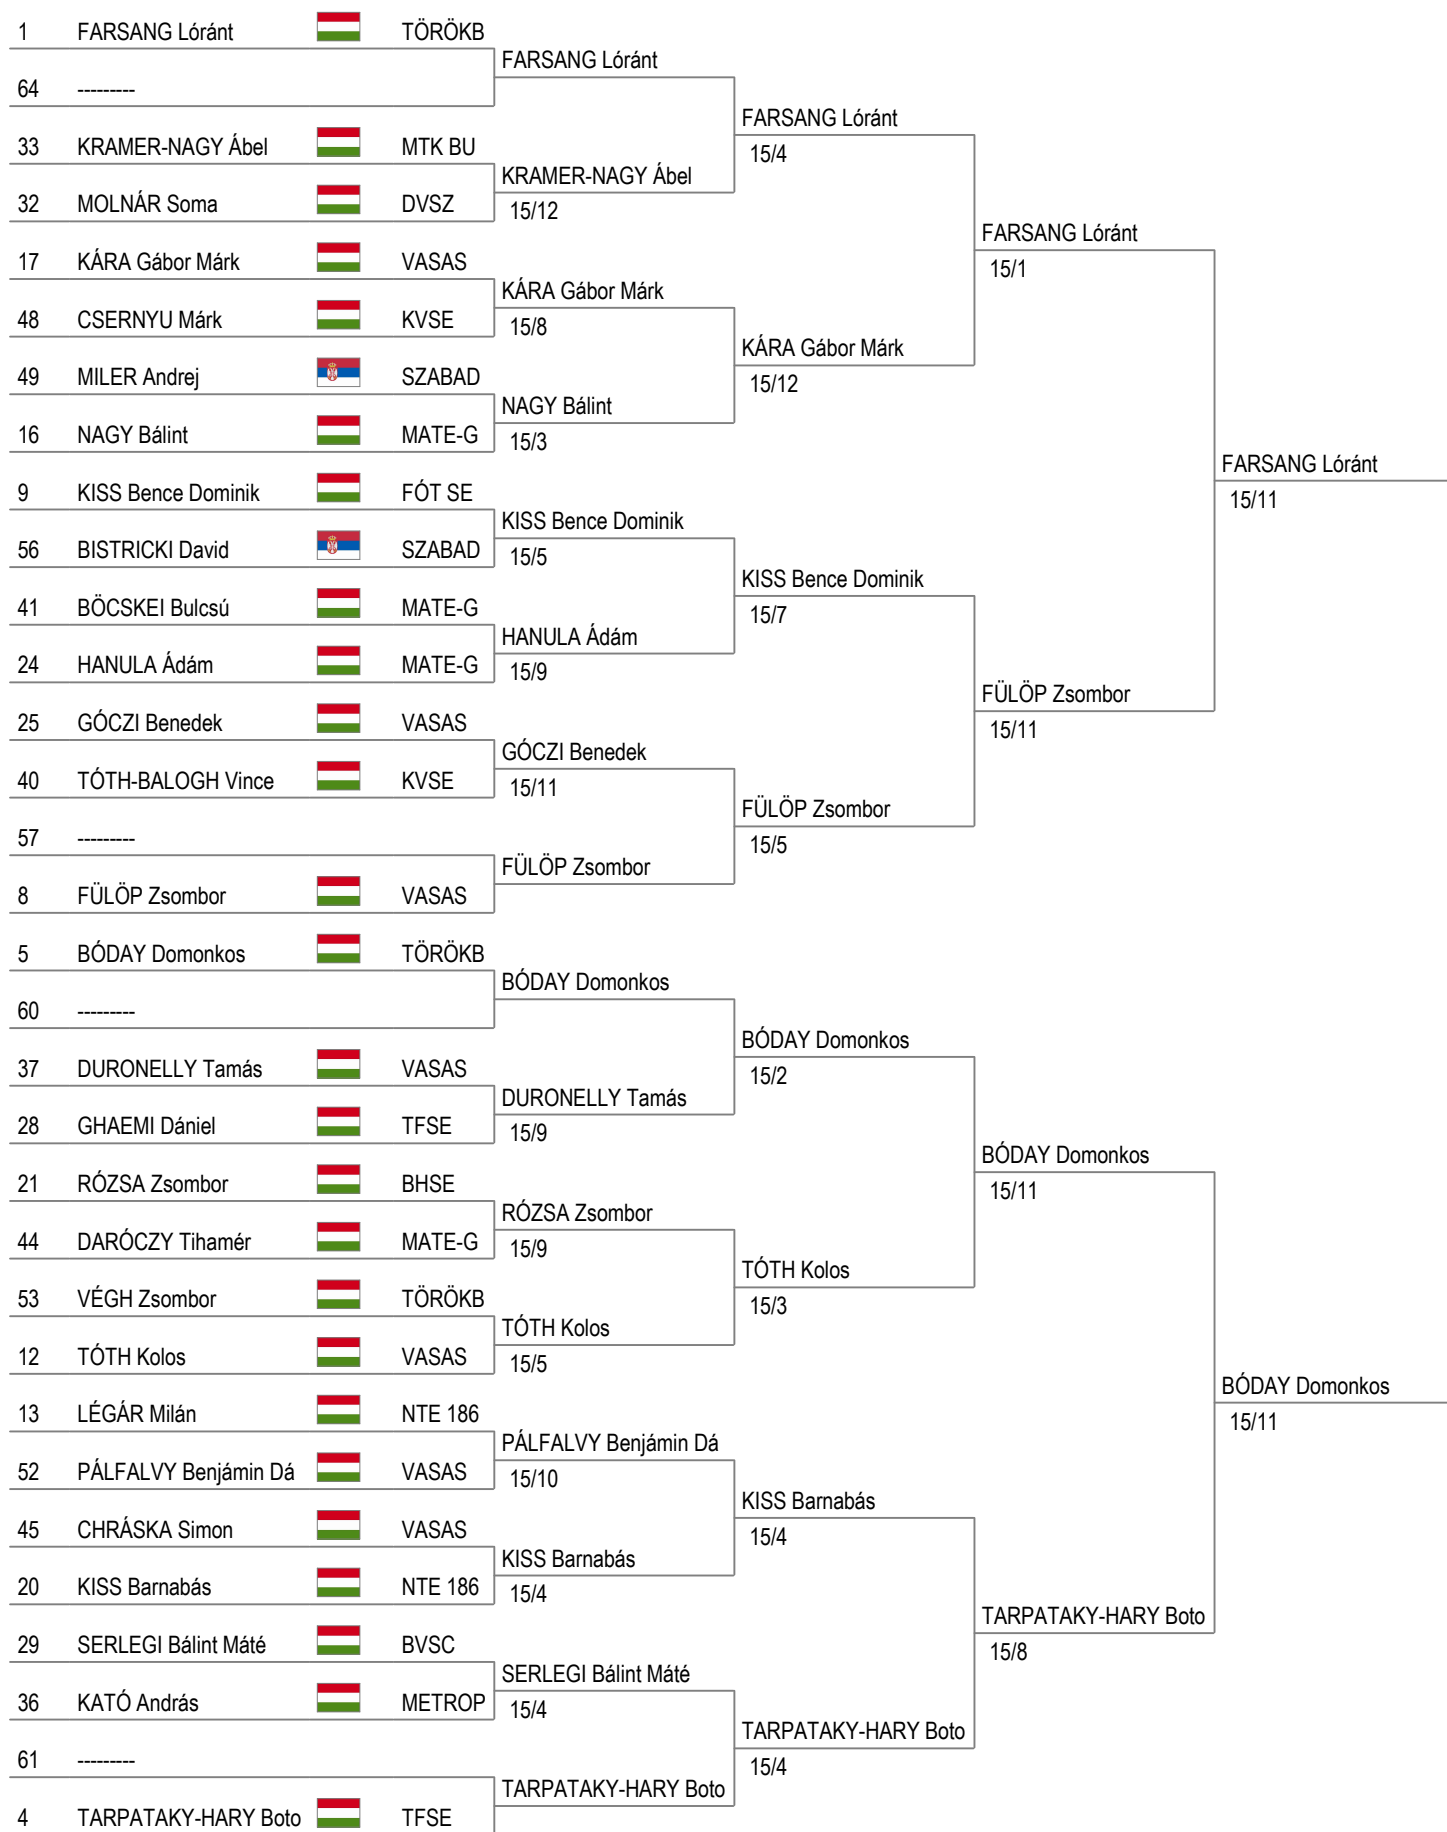 1 FARSANG Lóránt TÖRÖKB
FARSANG Lóránt
64 ---------
FARSANG Lóránt
15/4
33 KRAMER-NAGY Ábel MTK BU
KRAMER-NAGY Ábel
15/12
32 MOLNÁR Soma DVSZ
FARSANG Lóránt
15/1
17 KÁRA Gábor Márk VASAS
KÁRA Gábor Márk
15/8
48 CSERNYU Márk KVSE
KÁRA Gábor Márk
15/12
49 MILER Andrej SZABAD
NAGY Bálint
15/3
16 NAGY Bálint MATE-G
FARSANG Lóránt
15/11
9 KISS Bence Dominik FÓT SE
KISS Bence Dominik
15/5
56 BISTRICKI David SZABAD
KISS Bence Dominik
15/7
41 BÖCSKEI Bulcsú MATE-G
HANULA Ádám
15/9
24 HANULA Ádám MATE-G
FÜLÖP Zsombor
15/11
25 GÓCZI Benedek VASAS
GÓCZI Benedek
15/11
40 TÓTH-BALOGH Vince KVSE
FÜLÖP Zsombor
15/5
57 ---------
FÜLÖP Zsombor
8 FÜLÖP Zsombor VASAS
5 BÓDAY Domonkos TÖRÖKB
BÓDAY Domonkos
60 ---------
BÓDAY Domonkos
15/2
37 DURONELLY Tamás VASAS
DURONELLY Tamás
15/9
28 GHAEMI Dániel TFSE
BÓDAY Domonkos
15/11
21 RÓZSA Zsombor BHSE
RÓZSA Zsombor
15/9
44 DARÓCZY Tihamér MATE-G
TÓTH Kolos
15/3
53 VÉGH Zsombor TÖRÖKB
TÓTH Kolos
15/5
12 TÓTH Kolos VASAS
BÓDAY Domonkos
15/11
13 LÉGÁR Milán NTE 186
PÁLFALVY Benjámin Dá
15/10
52 PÁLFALVY Benjámin Dá VASAS
KISS Barnabás
15/4
45 CHRÁSKA Simon VASAS
KISS Barnabás
15/4
20 KISS Barnabás NTE 186
TARPATAKY-HARY Boto
15/8
29 SERLEGI Bálint Máté BVSC
SERLEGI Bálint Máté
15/4
36 KATÓ András METROP
TARPATAKY-HARY Boto
15/4
61 ---------
TARPATAKY-HARY Boto
4 TARPATAKY-HARY Boto TFSE